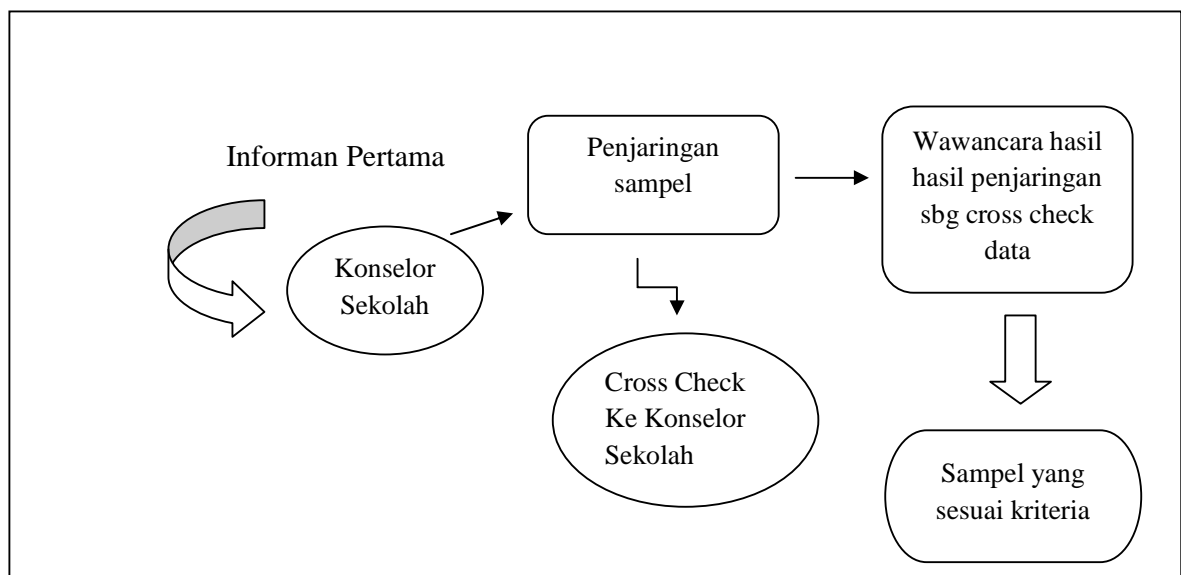 Informan Pertama
Konselor
Sekolah
Penjaringan
sampel
Cross Check
Ke Konselor
Sekolah
Wawancara hasil
hasil penjaringan
sbg cross check
data
Sampel yang
sesuai kriteria